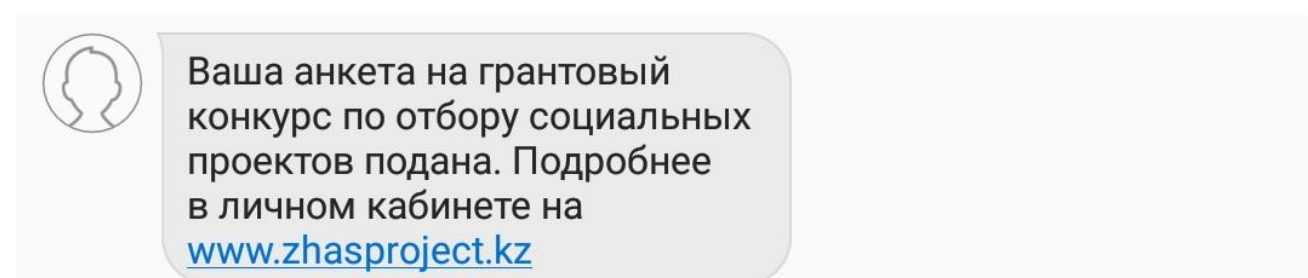 Ваша анкета на грантовый
конкурс по отбору социальных
проектов подана. Подробнее
в личном кабинете на
www.zhasproject.kz